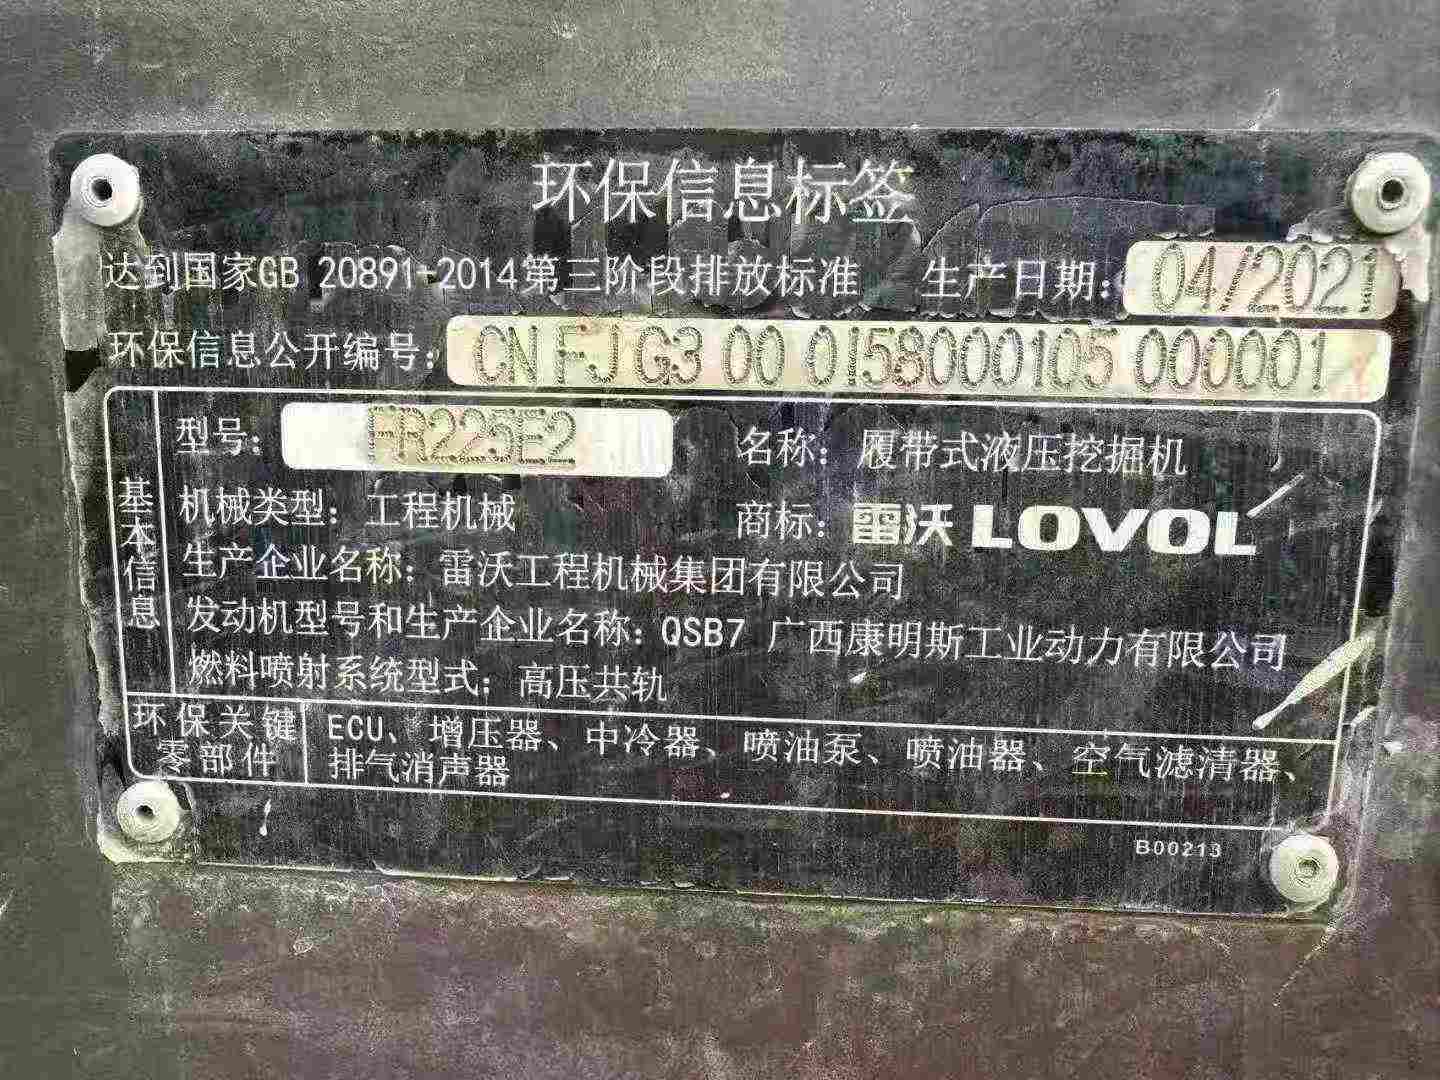 环保信息标签
达到国家GB 20891-2014第三阶段排放标准 生产日期：04/2021
环保信息公开编号：CN FJ G3 00 0158000105 000001
型号：FR225E2 名称：履带式液压挖掘机
机械类型：工程机械 商标：雷沃 LOVOL
基本信息
生产企业名称：雷沃工程机械集团有限公司
发动机型号和生产企业名称：QSB7 广西康明斯工业动力有限公司
燃料喷射系统型式：高压共轨
环保关键零部件
ECU、增压器、中冷器、喷油泵、喷油器、空气滤清器、
排气消声器
B00213